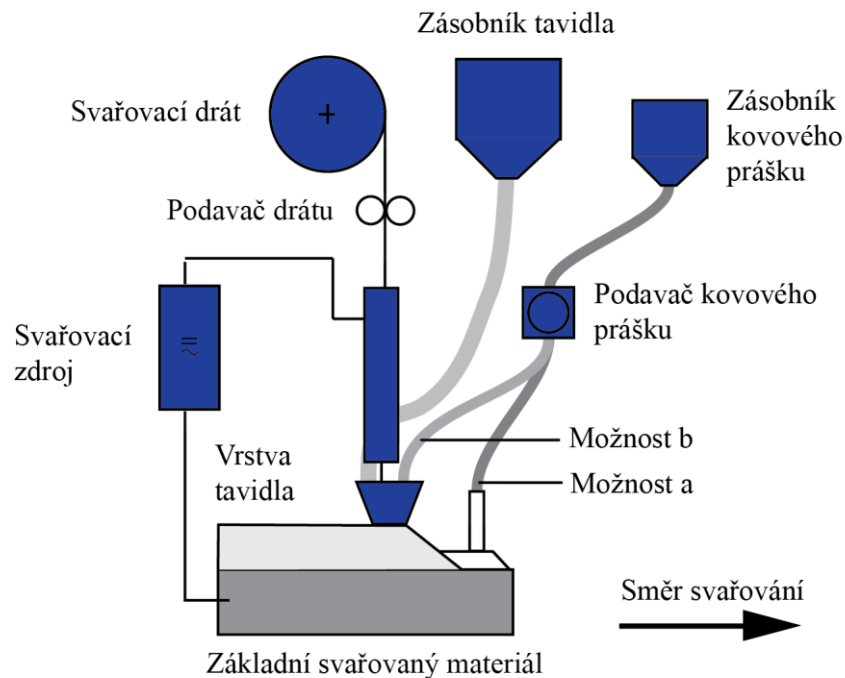 Zásobník tavidla
Svařovací drát
Zásobník
kovového
prášku
Podavač drátu
Podavač kovového
prášku
Svařovací
zdroj
Možnost b
Vrstva
tavidla
Možnost a
Směr svařování
Základní svařovaný materiál